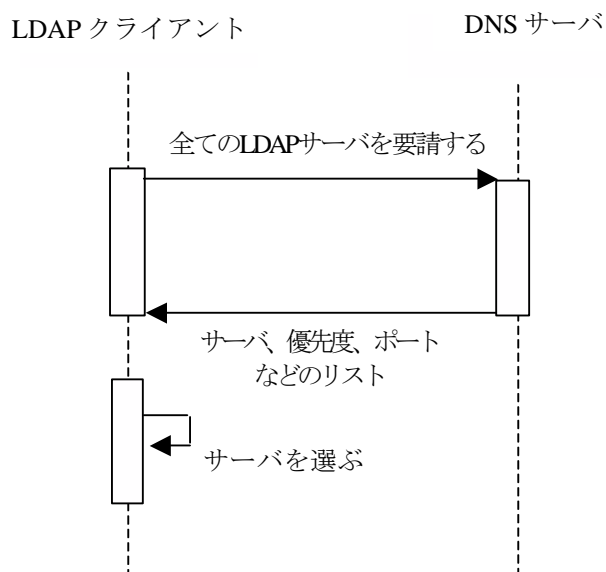 LDAP クライアント
DNS サーバ
全てのLDAPサーバを要請する
サーバ、優先度、ポート
などのリスト
サーバを選ぶ